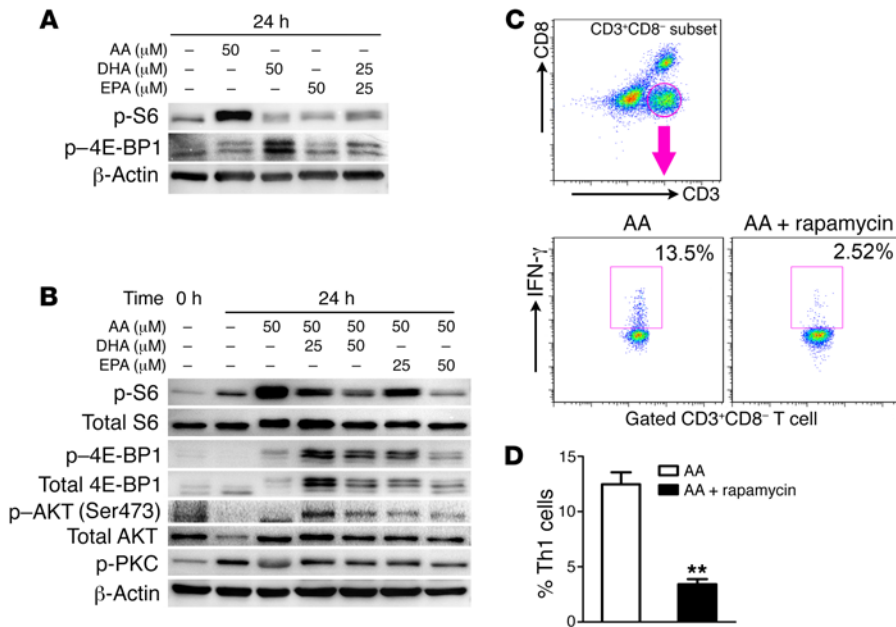 A
24 h
AA (μM) – 50 – – –
DHA (μM) – – 50 – 25
EPA (μM) – – – 50 25
p-S6
p–4E-BP1
β-Actin
B
Time 0 h 24 h
AA (μM) – – 50 50 50 50 50
DHA (μM) – – – 25 50 – –
EPA (μM) – – – – – 25 50
p-S6
Total S6
p–4E-BP1
Total 4E-BP1
p–AKT (Ser473)
Total AKT
p-PKC
β-Actin
C
CD3⁺CD8⁻ subset
CD8
CD3
AA AA + rapamycin
13.5% 2.52%
IFN-γ
Gated CD3⁺CD8⁻ T cell
D
AA
AA + rapamycin
% Th1 cells
15
10
5
0
**